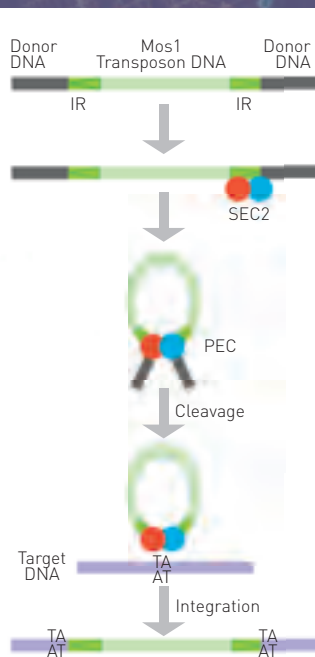 Donor
DNA
Mos1
Transposon DNA
Donor
DNA
IR
IR
SEC2
PEC
Cleavage
Target
DNA
TA
AT
Integration
TA
AT
TA
AT